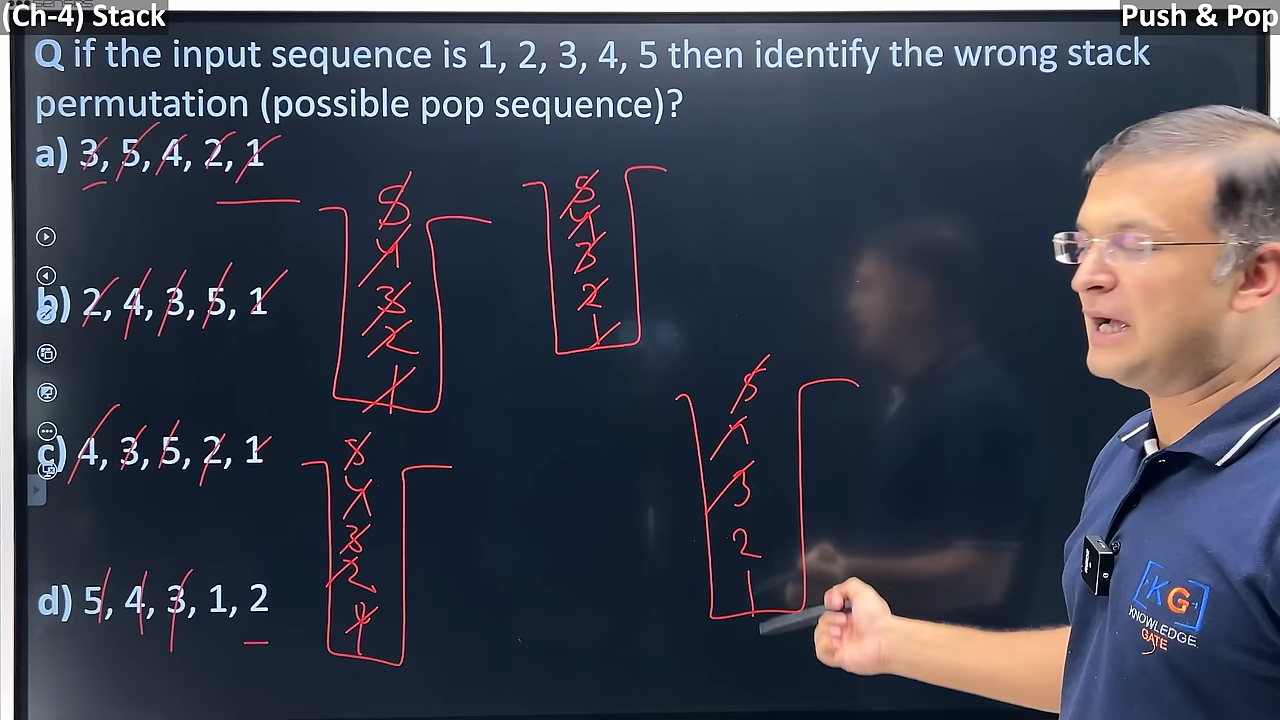 (Ch-4) Stack
Push & Pop
Q if the input sequence is 1, 2, 3, 4, 5 then identify the wrong stack
permutation (possible pop sequence)?
a) 3, 5, 4, 2, 1
b) 2, 4, 3, 5, 1
c) 4, 3, 5, 2, 1
d) 5, 4, 3, 1, 2
5
4
3
2
1
5
4
3
2
1
5
4
3
2
1
5
4
3
2
1
KG
KNOWLEDGE
GATE